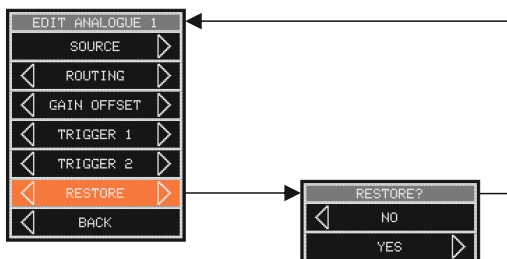 EDIT ANALOGUE 1
SOURCE
ROUTING
GAIN OFFSET
TRIGGER 1
TRIGGER 2
RESTORE
BACK
RESTORE?
NO
YES